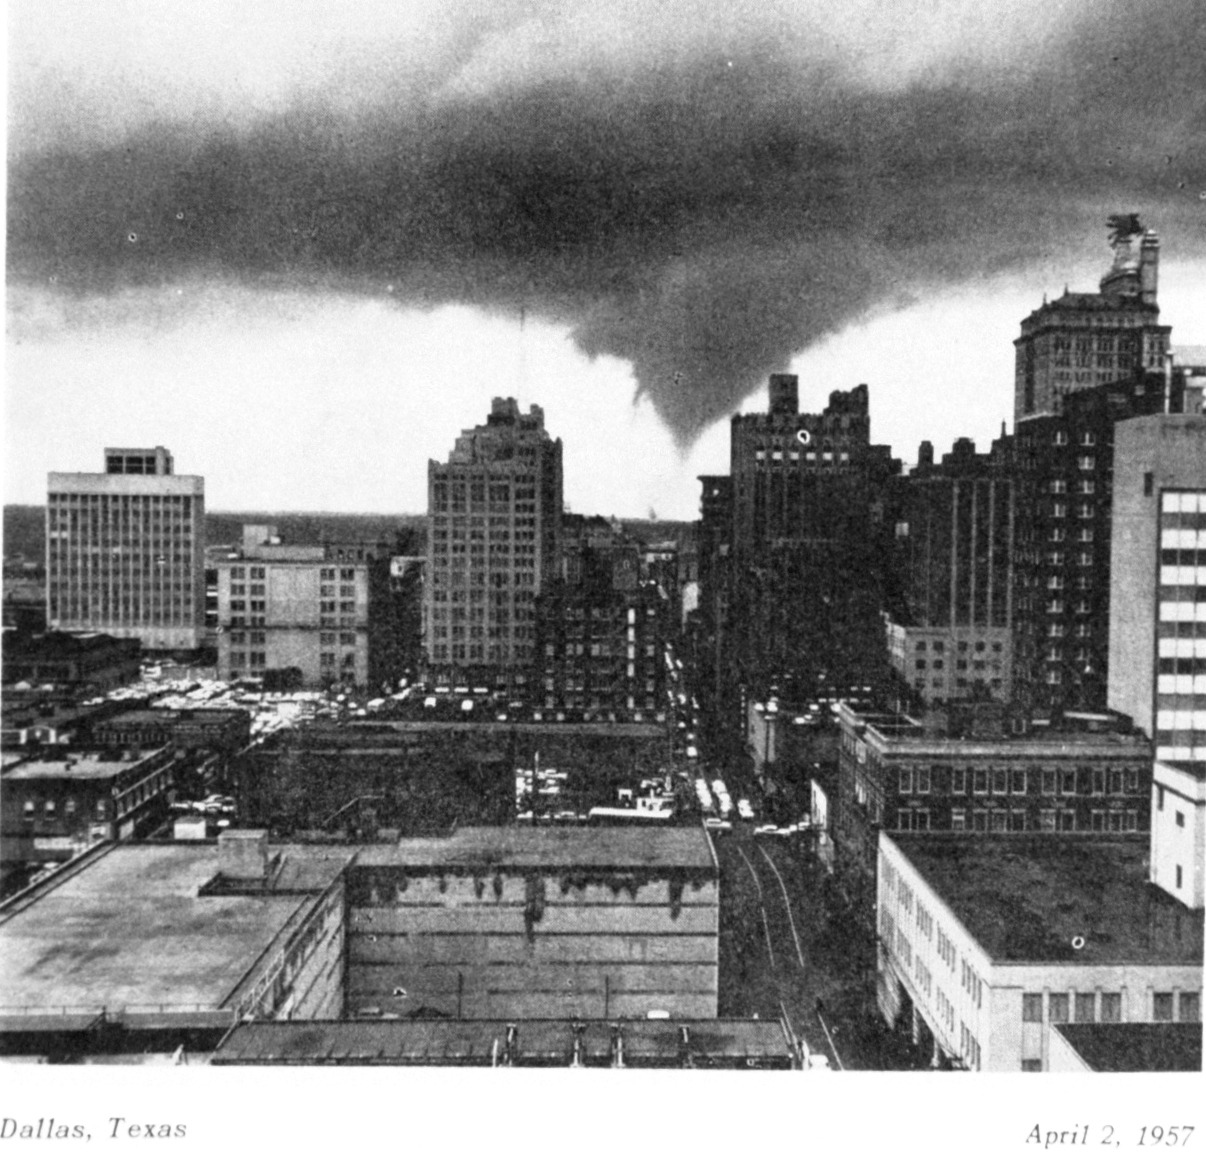 Dallas, Texas
April 2, 1957